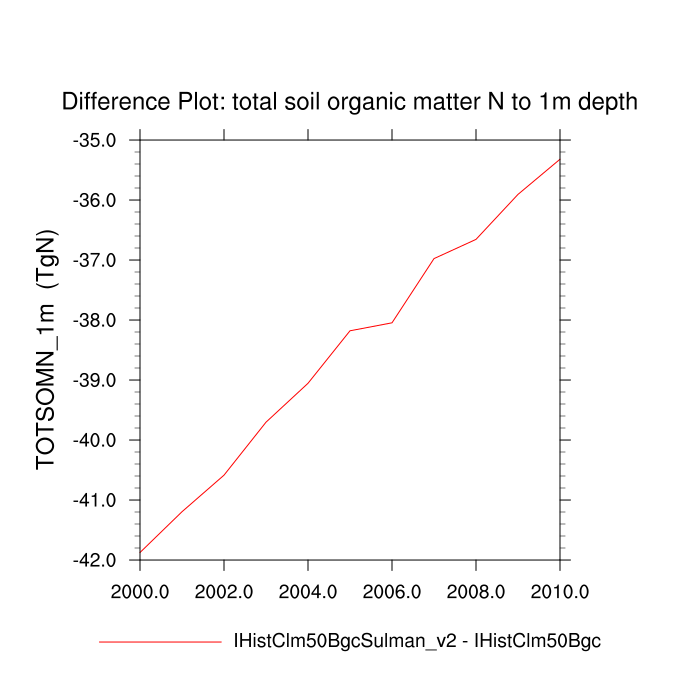 Difference Plot: total soil organic matter N to 1m depth
TOTSOMN_1m (TgN)
-35.0
-36.0
-37.0
-38.0
-39.0
-40.0
-41.0
-42.0
2000.0 2002.0 2004.0 2006.0 2008.0 2010.0
IHistClm50BgcSulman_v2 - IHistClm50Bgc